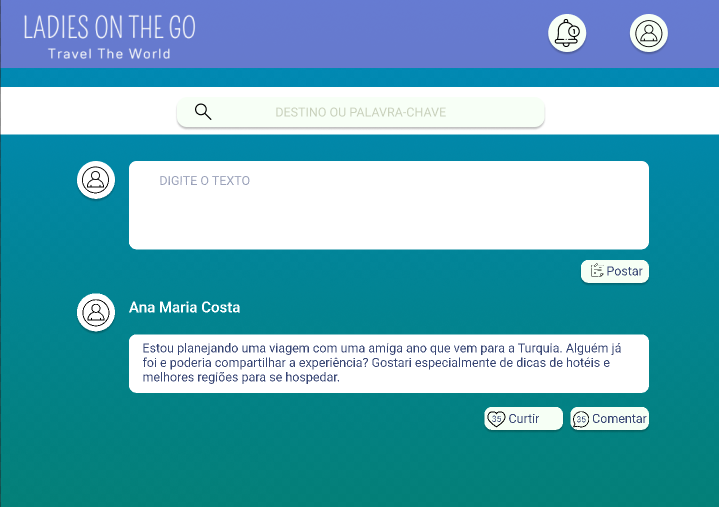 LADIES ON THE GO
Travel The World
1
DESTINO OU PALAVRA-CHAVE
DIGITE O TEXTO
Postar
Ana Maria Costa
Estou planejando uma viagem com uma amiga ano que vem para a Turquia. Alguém já
foi e poderia compartilhar a experiência? Gostari especialmente de dicas de hotéis e
melhores regiões para se hospedar.
35 Curtir 35 Comentar